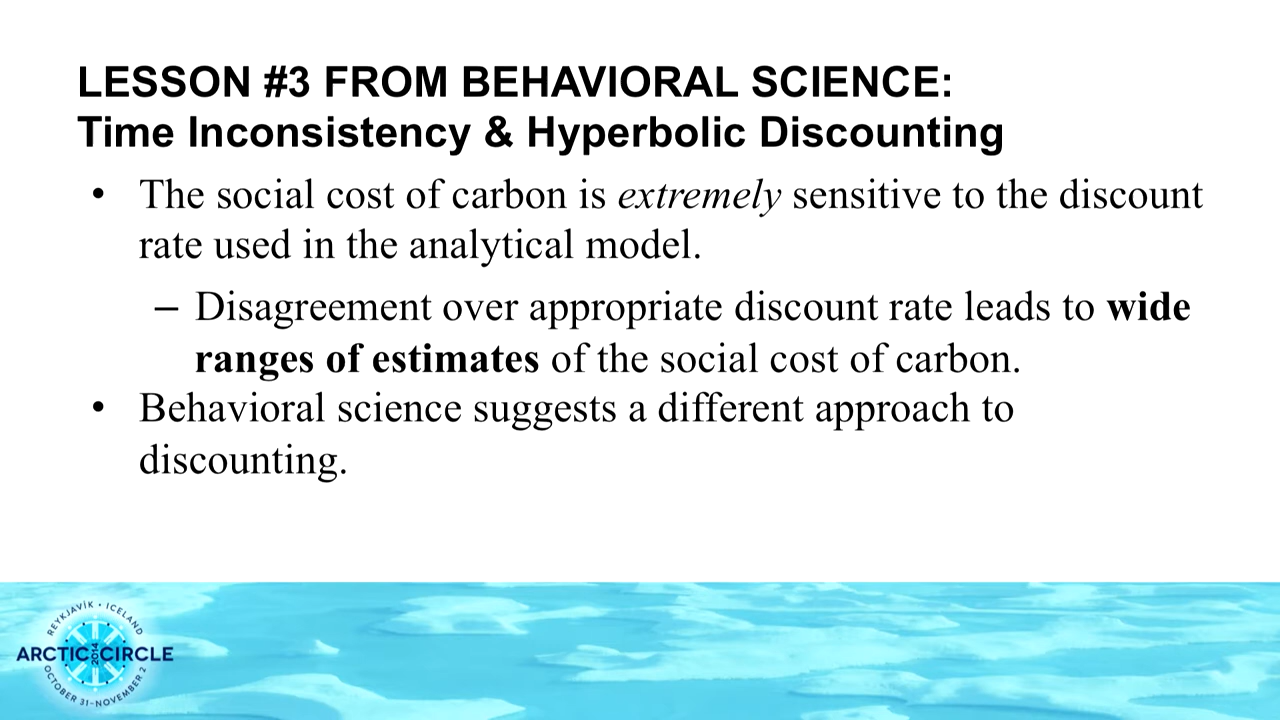 LESSON #3 FROM BEHAVIORAL SCIENCE:
Time Inconsistency & Hyperbolic Discounting
• The social cost of carbon is extremely sensitive to the discount
rate used in the analytical model.
– Disagreement over appropriate discount rate leads to wide
ranges of estimates of the social cost of carbon.
• Behavioral science suggests a different approach to
discounting.
REYKJAVÍK • ICELAND
ARCTIC 2014 CIRCLE
OCTOBER 31–NOVEMBER 2